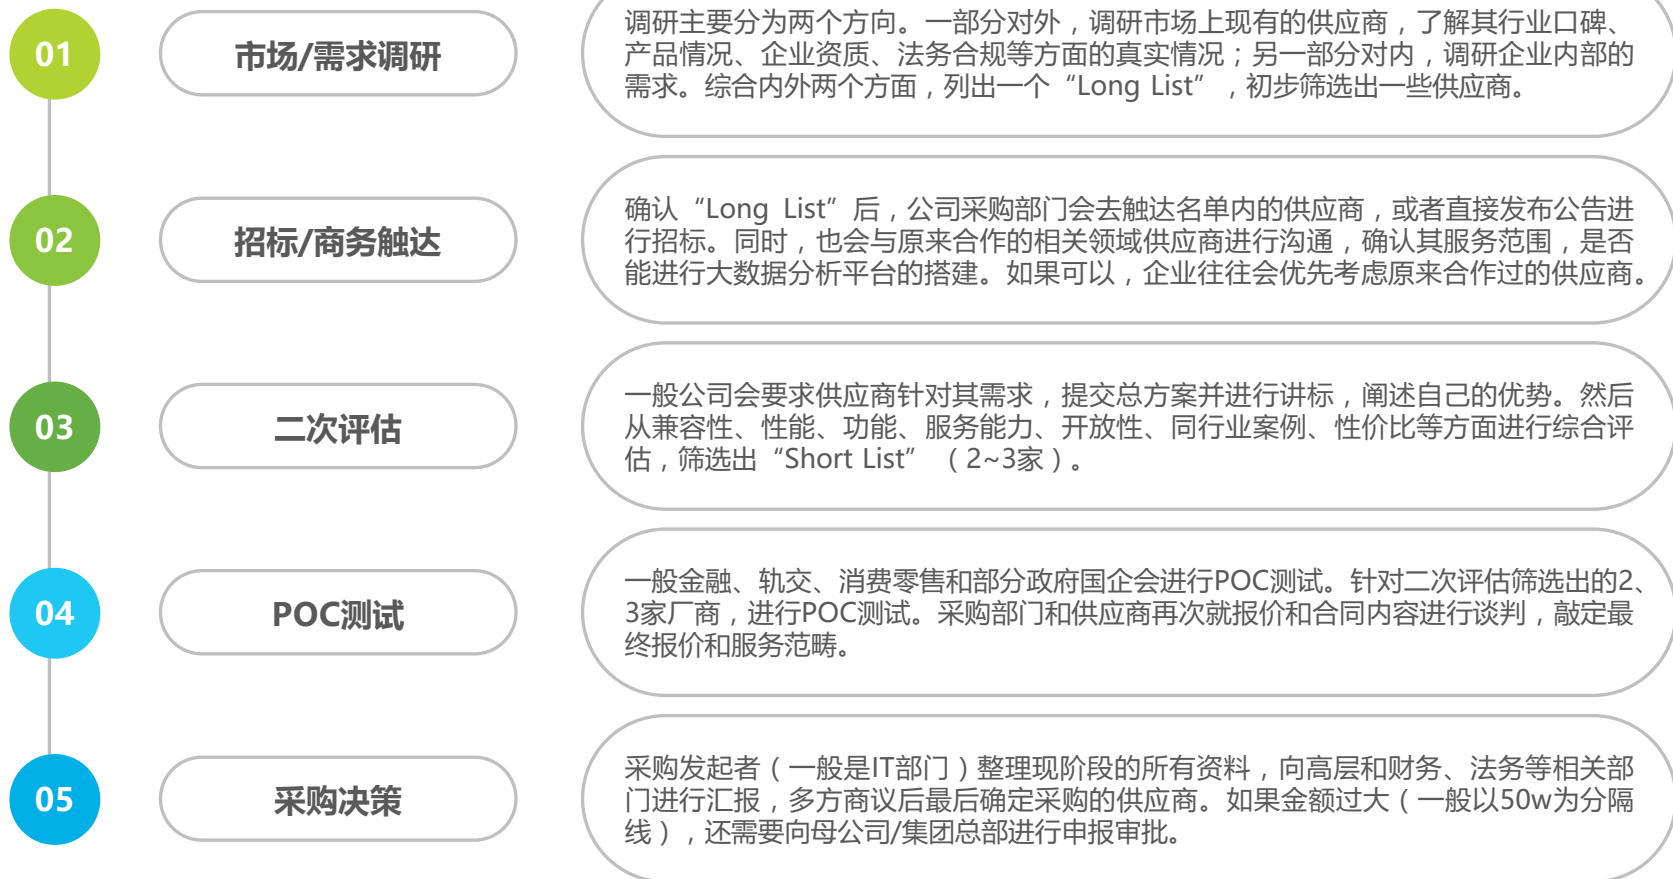 01
市场/需求调研
调研主要分为两个方向。一部分对外，调研市场上现有的供应商，了解其行业口碑、
产品情况、企业资质、法务合规等方面的真实情况；另一部分对内，调研企业内部的
需求。综合内外两个方面，列出一个“Long List”，初步筛选出一些供应商。
02
招标/商务触达
确认“Long List”后，公司采购部门会去触达名单内的供应商，或者直接发布公告进
行招标。同时，也会与原来合作的相关领域供应商进行沟通，确认其服务范围，是否
能进行大数据分析平台的搭建。如果可以，企业往往会优先考虑原来合作过的供应商。
03
二次评估
一般公司会要求供应商针对其需求，提交总方案并进行讲标，阐述自己的优势。然后
从兼容性、性能、功能、服务能力、开放性、同行业案例、性价比等方面进行综合评
估，筛选出“Short List”（2~3家）。
04
POC测试
一般金融、轨交、消费零售和部分政府国企会进行POC测试。针对二次评估筛选出的2、
3家厂商，进行POC测试。采购部门和供应商再次就报价和合同内容进行谈判，敲定最
终报价和服务范畴。
05
采购决策
采购发起者（一般是IT部门）整理现阶段的所有资料，向高层和财务、法务等相关部
门进行汇报，多方商议后最后确定采购的供应商。如果金额过大（一般以50w为分隔
线），还需要向母公司/集团总部进行申报审批。